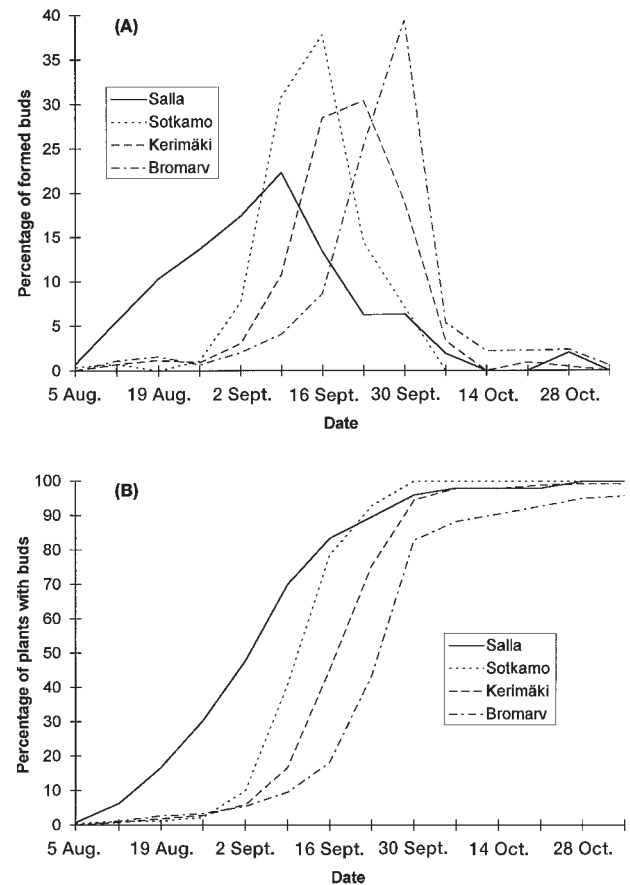 (A)
Percentage of formed buds
40
35
30
25
20
15
10
5
0
Salla
Sotkamo
Kerimäki
Bromarv
5 Aug. 19 Aug. 2 Sept. 16 Sept. 30 Sept. 14 Oct. 28 Oct.
Date
(B)
Percentage of plants with buds
100
90
80
70
60
50
40
30
20
10
0
Salla
Sotkamo
Kerimäki
Bromarv
5 Aug. 19 Aug. 2 Sept. 16 Sept. 30 Sept. 14 Oct. 28 Oct.
Date